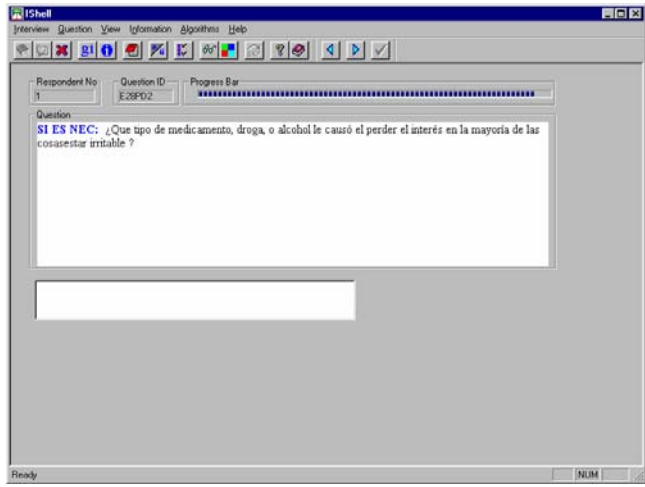 IShell
Interview Question View Information Algorithms Help
g1
Respondent No
Question ID
Progress Bar
1
E28PD2
Question
SI ES NEC: ¿Que tipo de medicamento, droga, o alcohol le causó el perder el interés en la mayoría de las
cosasestar irritable ?
Ready
NUM